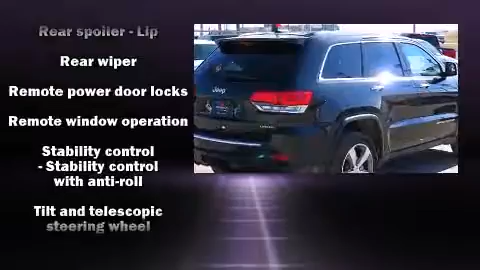 Rear spoiler - Lip
Rear wiper
Remote power door locks
Remote window operation
Stability control
- Stability control
with anti-roll
Tilt and telescopic
steering wheel
Jeep